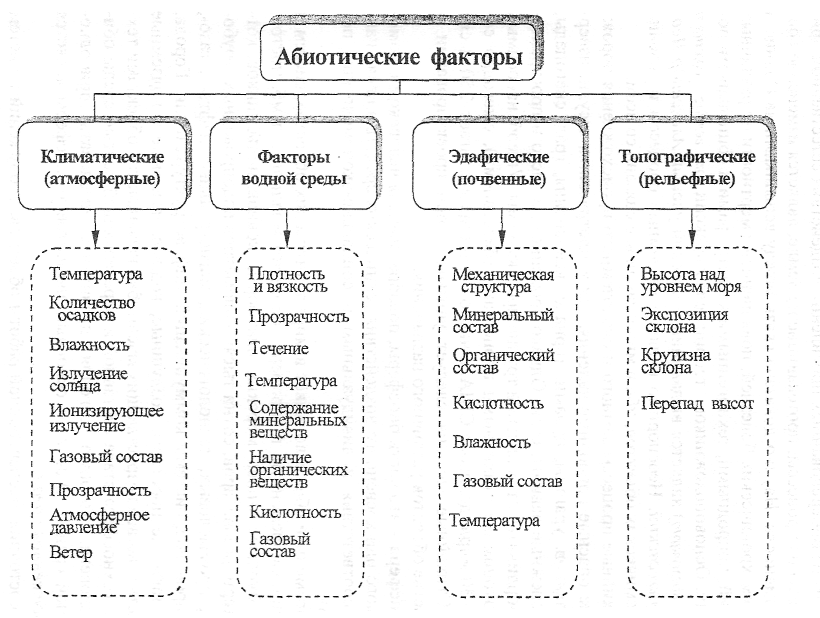 Абиотические факторы
Климатические
(атмосферные)
Факторы
водной среды
Эдафические
(почвенные)
Топографические
(рельефные)
Температура
Количество
осадков
Влажность
Излучение
солнца
Ионизирующее
излучение
Газовый состав
Прозрачность
Атмосферное
давление
Ветер
Плотность
и вязкость
Прозрачность
Течение
Температура
Содержание
минеральных
веществ
Наличие
органических
веществ
Кислотность
Газовый
состав
Механическая
структура
Минеральный
состав
Органический
состав
Кислотность
Влажность
Газовый состав
Температура
Высота над
уровнем моря
Экспозиция
склона
Крутизна
склона
Перепад высот